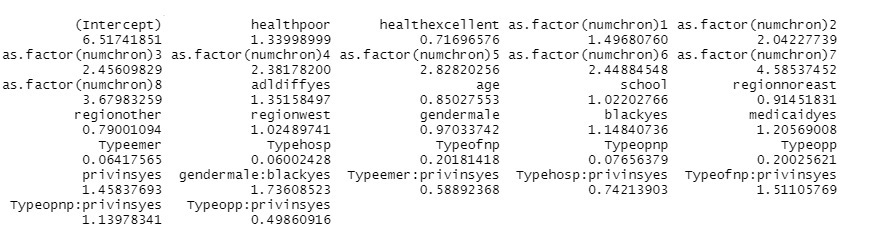 (Intercept) healthpoor healthexcellent as.factor(numchron)1 as.factor(numchron)2
6.51741851 1.33998999 0.71696576 1.49680760 2.04227739
as.factor(numchron)3 as.factor(numchron)4 as.factor(numchron)5 as.factor(numchron)6 as.factor(numchron)7
2.45609829 2.38178200 2.82820256 2.44884548 4.58537452
as.factor(numchron)8 adldiffyes age school regionnoreast
3.67983259 1.35158497 0.85027553 1.02202766 0.91451831
regionother regionwest gendermale blackyes medicaidyes
0.79001094 1.02489741 0.97033742 1.14840736 1.20569008
Typeemer Typehosp Typeofnp Typeopnp Typeopp
0.06417565 0.06002428 0.20181418 0.07656379 0.20025621
privinsyes gendermale:blackyes Typeemer:privinsyes Typehosp:privinsyes Typeofnp:privinsyes
1.45837693 1.73608523 0.58892368 0.74213903 1.51105769
Typeopnp:privinsyes Typeopp:privinsyes
1.13978341 0.49860916